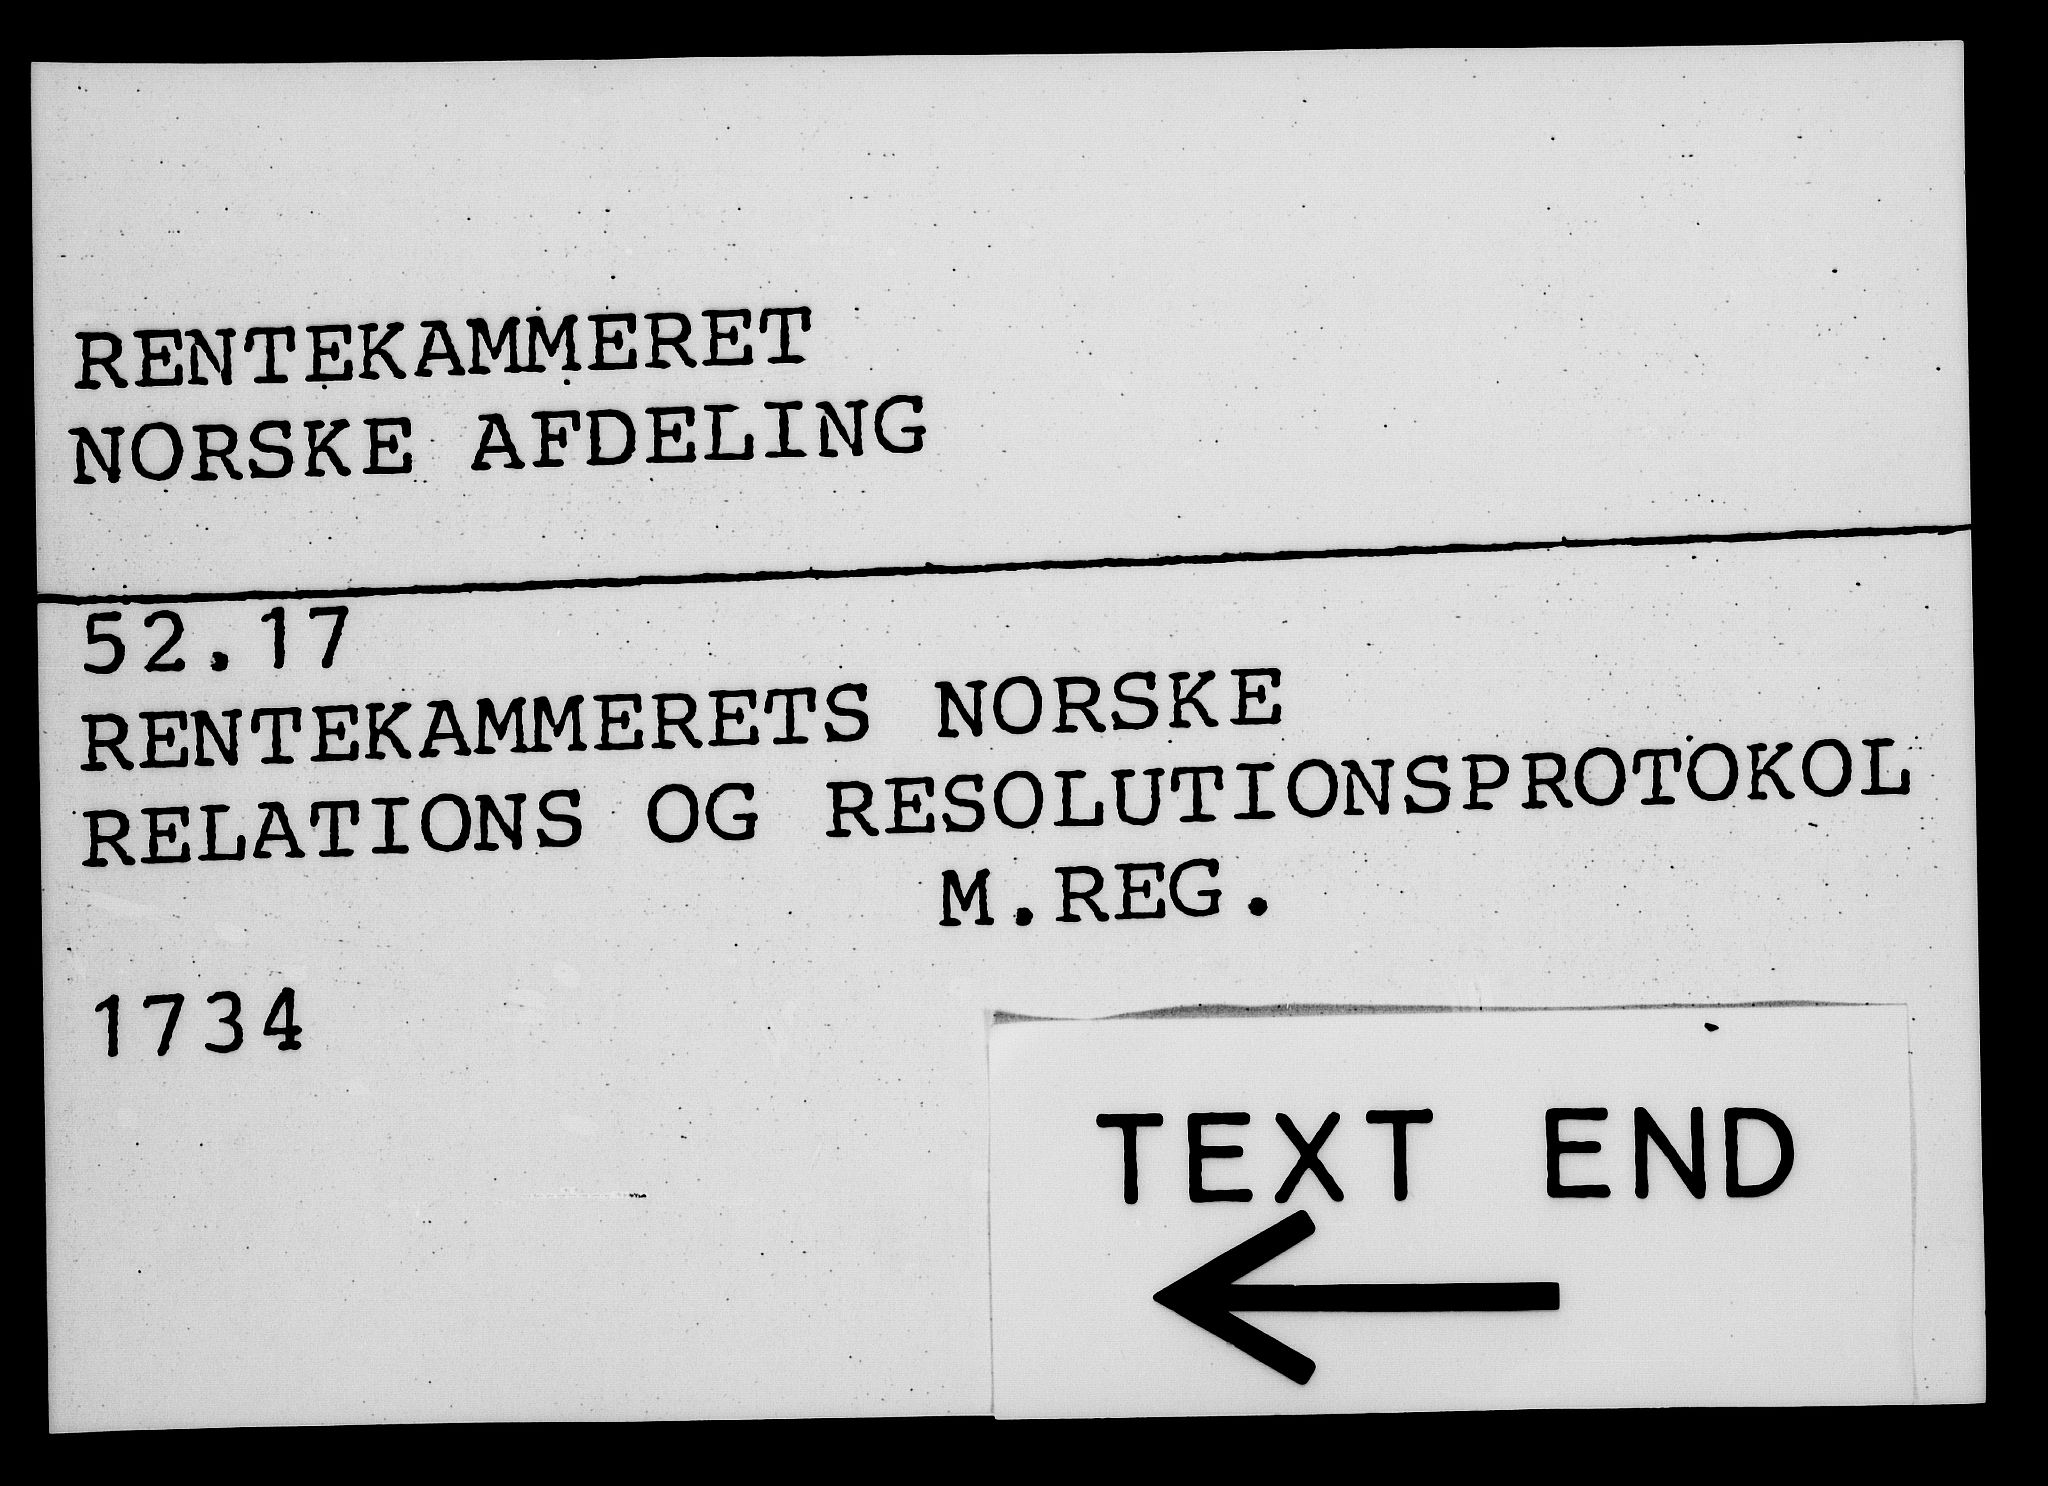 RENTEKAMMERET
NORSKE AFDELING
52.17
RENTEKAMMERETS NORSKE
RELATIONS OG RESOLUTIONSPROTOKOL
M.REG.
1734
TEXT END